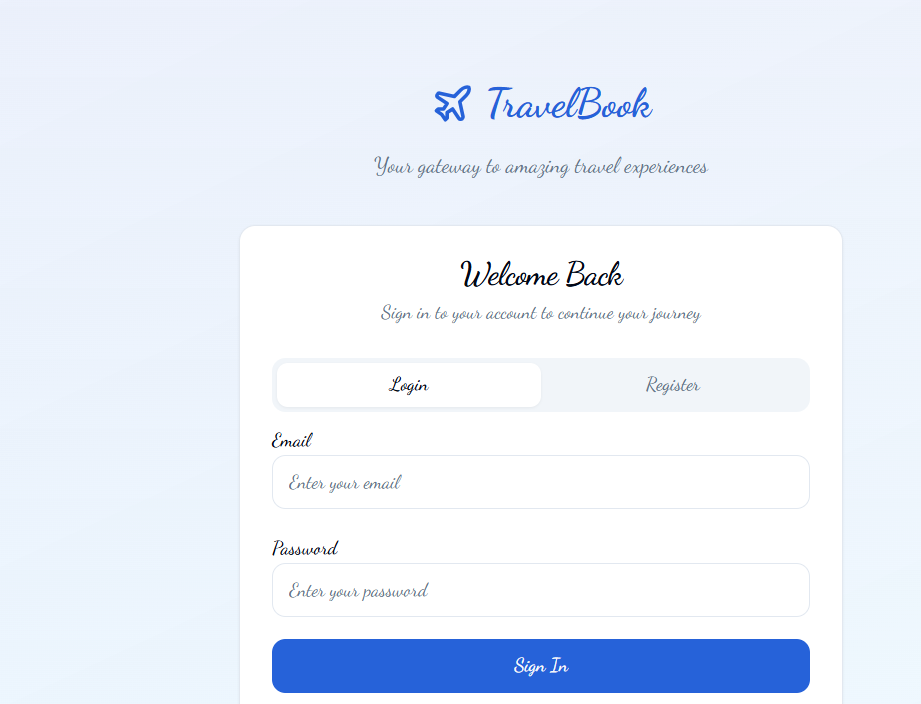 TravelBook
Your gateway to amazing travel experiences
Welcome Back
Sign in to your account to continue your journey
Login
Register
Email
Enter your email
Password
Enter your password
Sign In